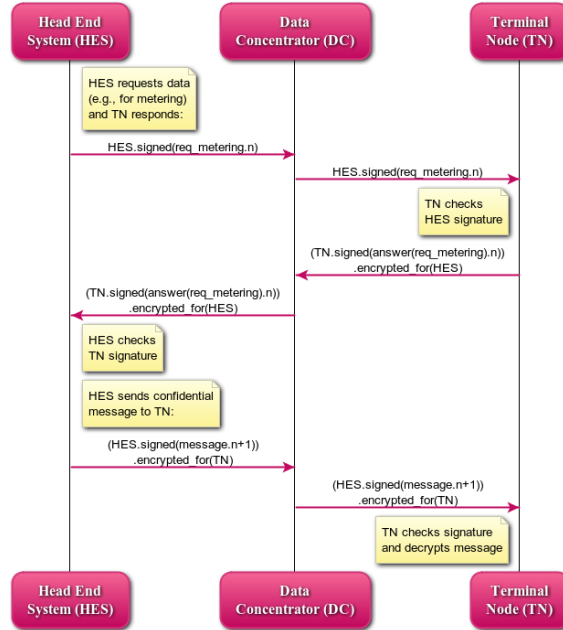 Head End
System (HES)
Data
Concentrator (DC)
Terminal
Node (TN)
HES requests data
(e.g., for metering)
and TN responds:
HES.signed(req_metering.n)
HES.signed(req_metering.n)
TN checks
HES signature
(TN.signed(answer(req_metering).n))
.encrypted_for(HES)
(TN.signed(answer(req_metering).n))
.encrypted_for(HES)
HES checks
TN signature
HES sends confidential
message to TN:
(HES.signed(message.n+1))
.encrypted_for(TN)
(HES.signed(message.n+1))
.encrypted_for(TN)
TN checks signature
and decrypts message
Head End
System (HES)
Data
Concentrator (DC)
Terminal
Node (TN)